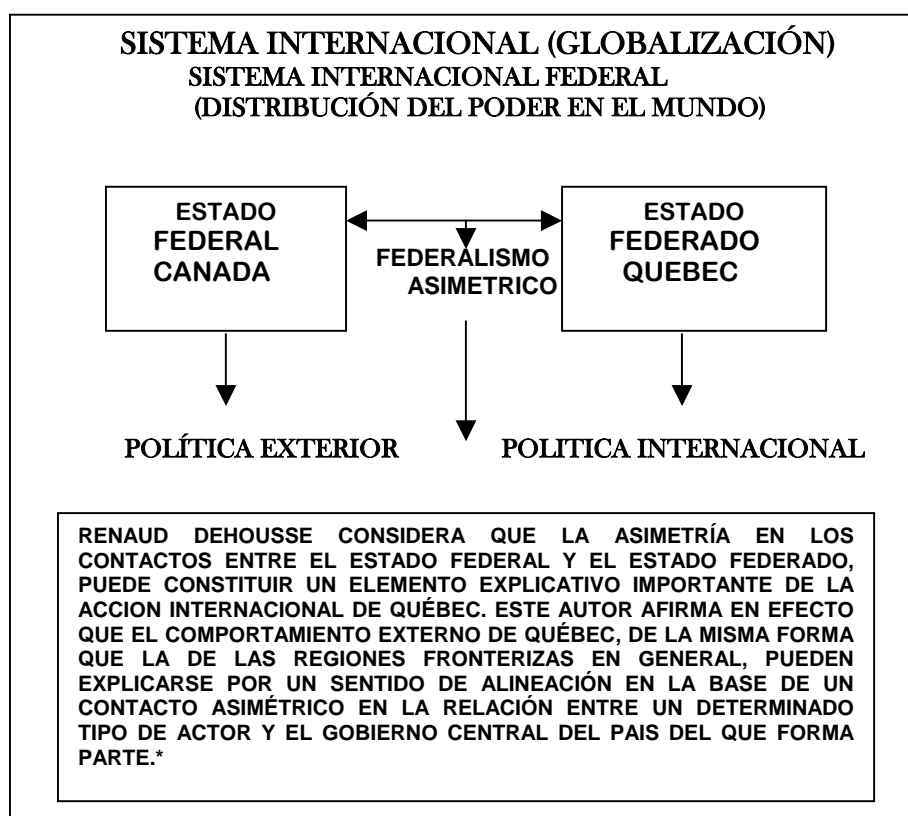 SISTEMA INTERNACIONAL (GLOBALIZACIÓN)
SISTEMA INTERNACIONAL FEDERAL
(DISTRIBUCIÓN DEL PODER EN EL MUNDO)
ESTADO
FEDERAL
CANADA
FEDERALISMO
ASIMETRICO
ESTADO
FEDERADO
QUEBEC
POLÍTICA EXTERIOR
POLITICA INTERNACIONAL
RENAUD DEHOUSSE CONSIDERA QUE LA ASIMETRÍA EN LOS
CONTACTOS ENTRE EL ESTADO FEDERAL Y EL ESTADO FEDERADO,
PUEDE CONSTITUIR UN ELEMENTO EXPLICATIVO IMPORTANTE DE LA
ACCION INTERNACIONAL DE QUÉBEC. ESTE AUTOR AFIRMA EN EFECTO
QUE EL COMPORTAMIENTO EXTERNO DE QUÉBEC, DE LA MISMA FORMA
QUE LA DE LAS REGIONES FRONTERIZAS EN GENERAL, PUEDEN
EXPLICARSE POR UN SENTIDO DE ALINEACIÓN EN LA BASE DE UN
CONTACTO ASIMÉTRICO EN LA RELACIÓN ENTRE UN DETERMINADO
TIPO DE ACTOR Y EL GOBIERNO CENTRAL DEL PAIS DEL QUE FORMA
PARTE.*